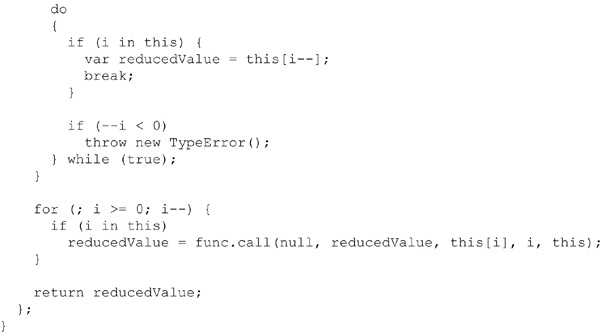 do
{
if (i in this) {
var reducedValue = this[i--];
break;
}
if (--i < 0)
throw new TypeError();
} while (true);
}
for (; i >= 0; i--) {
if (i in this)
reducedValue = func.call(null, reducedValue, this[i], i, this);
}
return reducedValue;
};
}